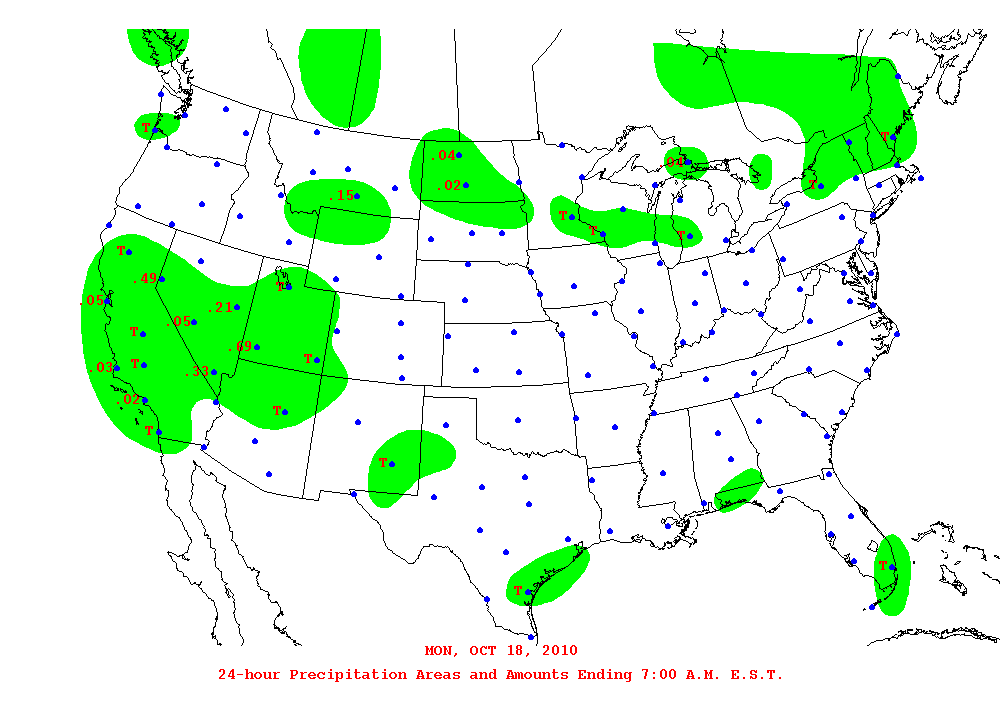 T
.04
T
.04
.02
T
.15
T
T
T
T
.49
T
.05
.21
.05
T
.69
T
T
.03
.33
.02
T
T
T
T
T
MON, OCT 18, 2010
24-hour Precipitation Areas and Amounts Ending 7:00 A.M. E.S.T.